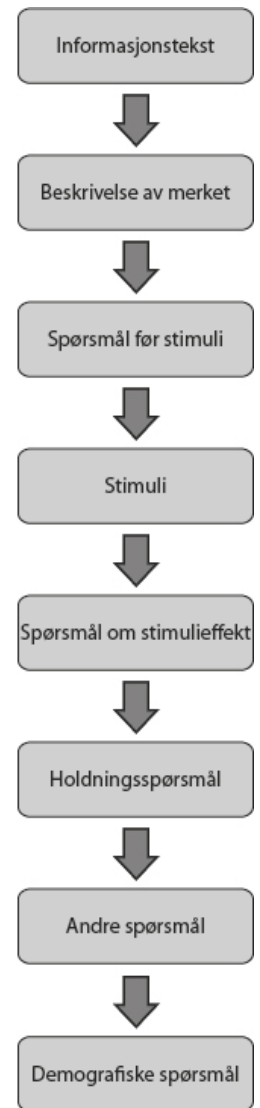 Informasjonstekst
Beskrivelse av merket
Spørsmål før stimuli
Stimuli
Spørsmål om stimulieffekt
Holdningsspørsmål
Andre spørsmål
Demografiske spørsmål